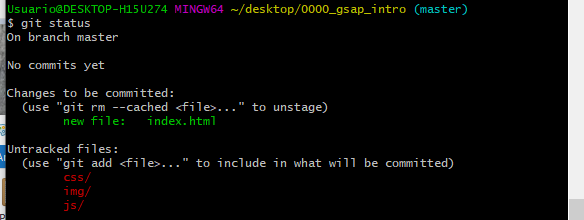 Usuario@DESKTOP-H15U274 MINGW64 ~/desktop/0000_gsap_intro (master)
$ git status
On branch master
No commits yet
Changes to be committed:
(use "git rm --cached <file>..." to unstage)
new file:   index.html
Untracked files:
(use "git add <file>..." to include in what will be committed)
css/
img/
js/